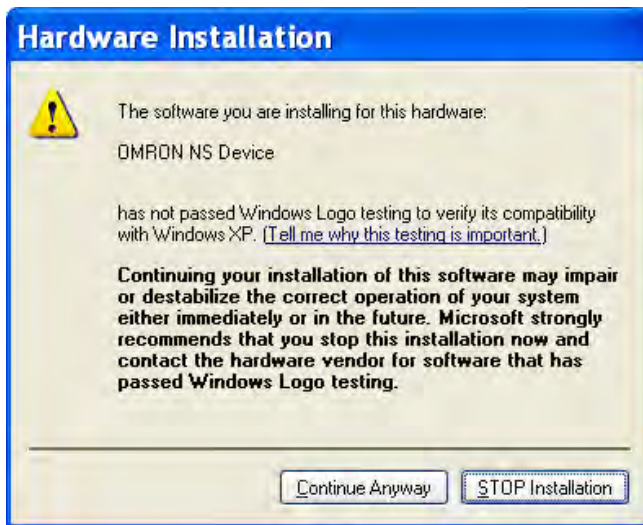 Hardware Installation
The software you are installing for this hardware:
OMRON NS Device
has not passed Windows Logo testing to verify its compatibility
with Windows XP. (Tell me why this testing is important.)
Continuing your installation of this software may impair
or destabilize the correct operation of your system
either immediately or in the future. Microsoft strongly
recommends that you stop this installation now and
contact the hardware vendor for software that has
passed Windows Logo testing.
Continue Anyway
STOP Installation